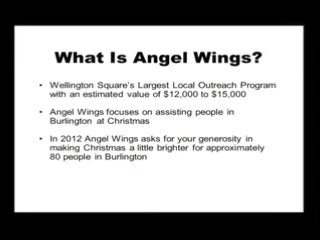 What Is Angel Wings?
• Wellington Square's Largest Local Outreach Program
with an estimated value of $12,000 to $15,000
• Angel Wings focuses on assisting people in
Burlington at Christmas
• In 2012 Angel Wings asks for your generosity in
making Christmas a little brighter for approximately
80 people in Burlington